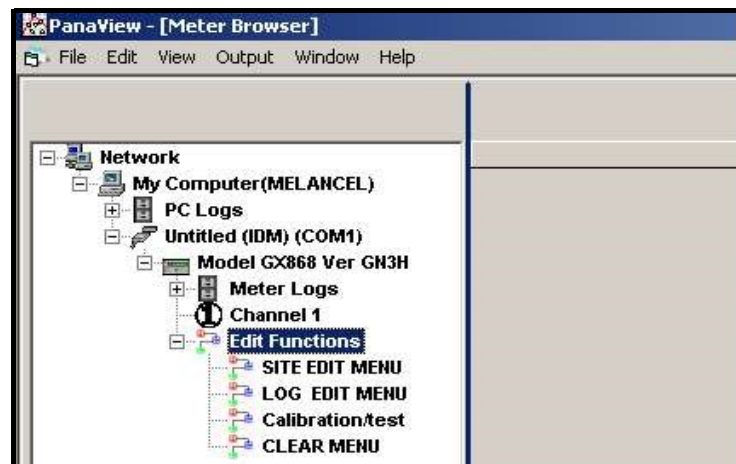 PanaView - [Meter Browser]
File Edit View Output Window Help
Network
My Computer(MELANCEL)
PC Logs
Untitled (IDM) (COM1)
Model GX868 Ver GN3H
Meter Logs
1 Channel 1
Edit Functions
SITE EDIT MENU
LOG EDIT MENU
Calibration/test
CLEAR MENU